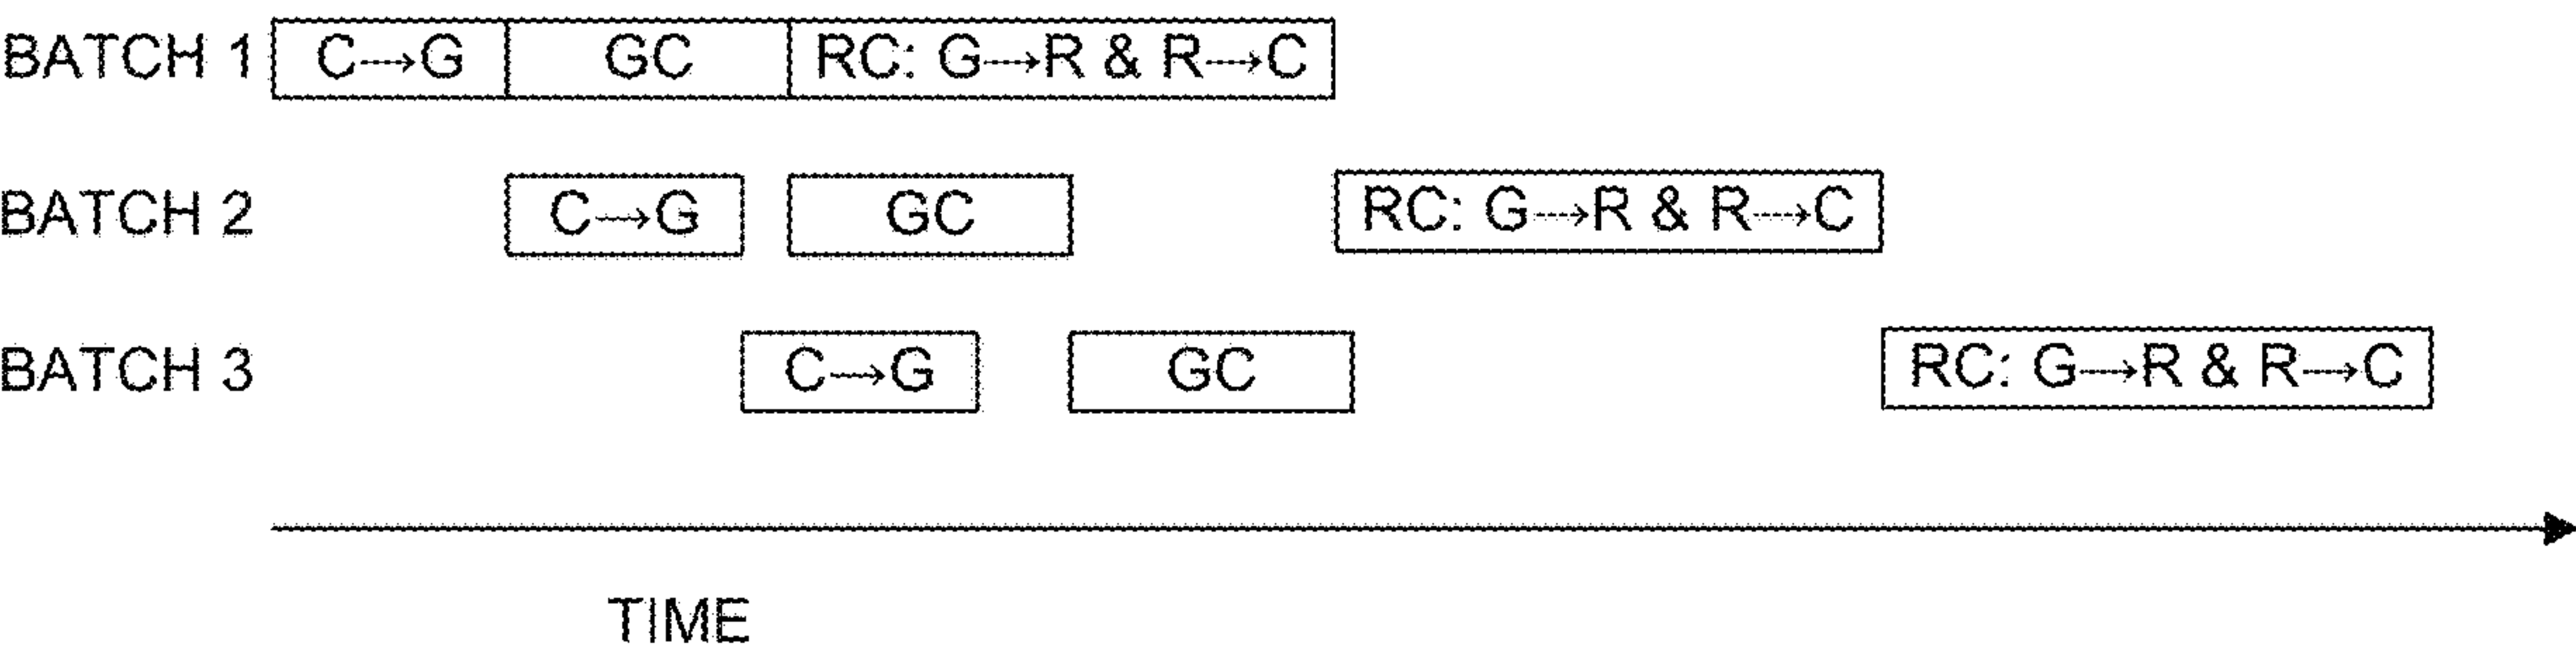 BATCH 1 C→G GC RC: G→R & R→C
BATCH 2 C→G GC RC: G→R & R→C
BATCH 3 C→G GC RC: G→R & R→C
TIME